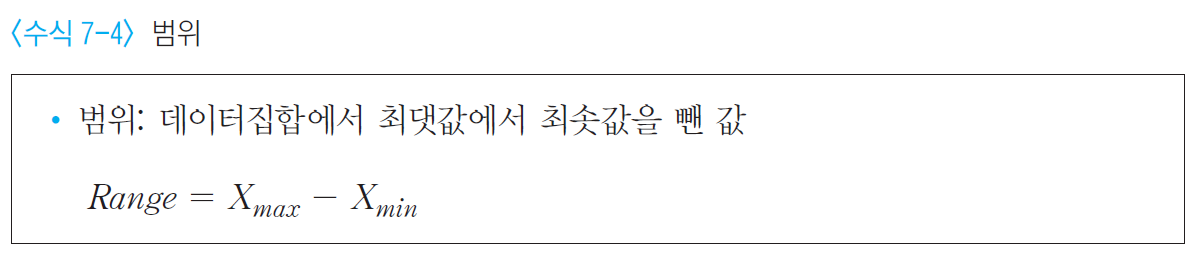 〈수식 7-4〉 범위
• 범위: 데이터집합에서 최댓값에서 최솟값을 뺀 값
Range = X_max − X_min